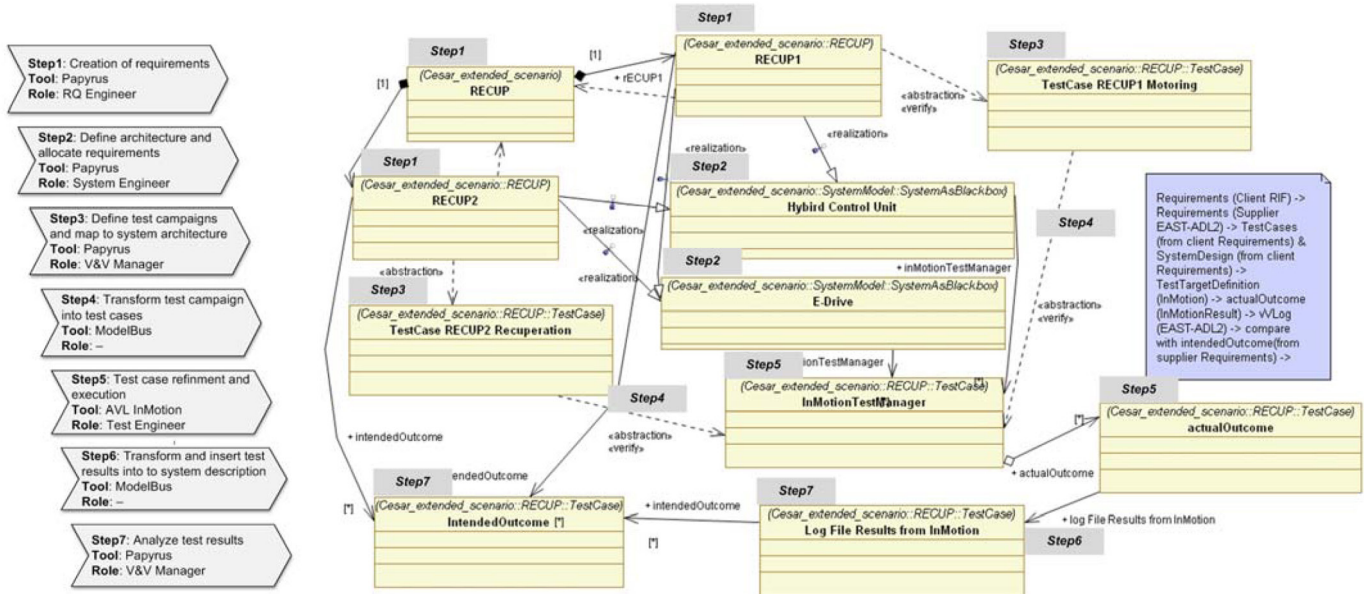 Step1: Creation of requirements
Tool: Papyrus
Role: RQ Engineer
Step2: Define architecture and
allocate requirements
Tool: Papyrus
Role: System Engineer
Step3: Define test campaigns
and map to system architecture
Tool: Papyrus
Role: V&V Manager
Step4: Transform test campaign
into test cases
Tool: ModelBus
Role: –
Step5: Test case refinment and
execution
Tool: AVL InMotion
Role: Test Engineer
Step6: Transform and insert test
results into to system description
Tool: ModelBus
Role: –
Step7: Analyze test results
Tool: Papyrus
Role: V&V Manager
Step1
(Cesar_extended_scenario)
RECUP
[1]
[1]
+ rECUP1
Step1
(Cesar_extended_scenario::RECUP)
RECUP1
«abstraction»
«verify»
Step3
(Cesar_extended_scenario::RECUP::TestCase)
TestCase RECUP1 Motoring
«realization»
«realization»
Step1
(Cesar_extended_scenario::RECUP)
RECUP2
Step2
(Cesar_extended_scenario::SystemModel::SystemAsBlackbox)
Hybird Control Unit
«realization»
«realization»
«abstraction»
Step2
(Cesar_extended_scenario::SystemModel::SystemAsBlackbox)
E-Drive
+ inMotionTestManager
Step4
«abstraction»
«verify»
Requirements (Client RIF) ->
Requirements (Supplier
EAST-ADL2) -> TestCases
(from client Requirements) &
SystemDesign (from client
Requirements) ->
TestTargetDefinition
(InMotion) -> actualOutcome
(InMotionResult) -> VVLog
(EAST-ADL2) -> compare
with intendedOutcome(from
supplier Requirements) ->
Step3
(Cesar_extended_scenario::RECUP::TestCase)
TestCase RECUP2 Recuperation
ionTestManager
Step5
(Cesar_extended_scenario::RECUP::TestCase)
[*]
InMotionTestManager
[*]
Step4
«abstraction»
«verify»
Step5
(Cesar_extended_scenario::RECUP::TestCase)
actualOutcome
[*]
+ actualOutcome
+ intendedOutcome
endedOutcome
Step7
(Cesar_extended_scenario::RECUP::TestCase)
IntendedOutcome [*]
[*]
+ intendedOutcome
[*]
Step7
(Cesar_extended_scenario::RECUP::TestCase)
Log File Results from InMotion
+ log File Results from InMotion
Step6